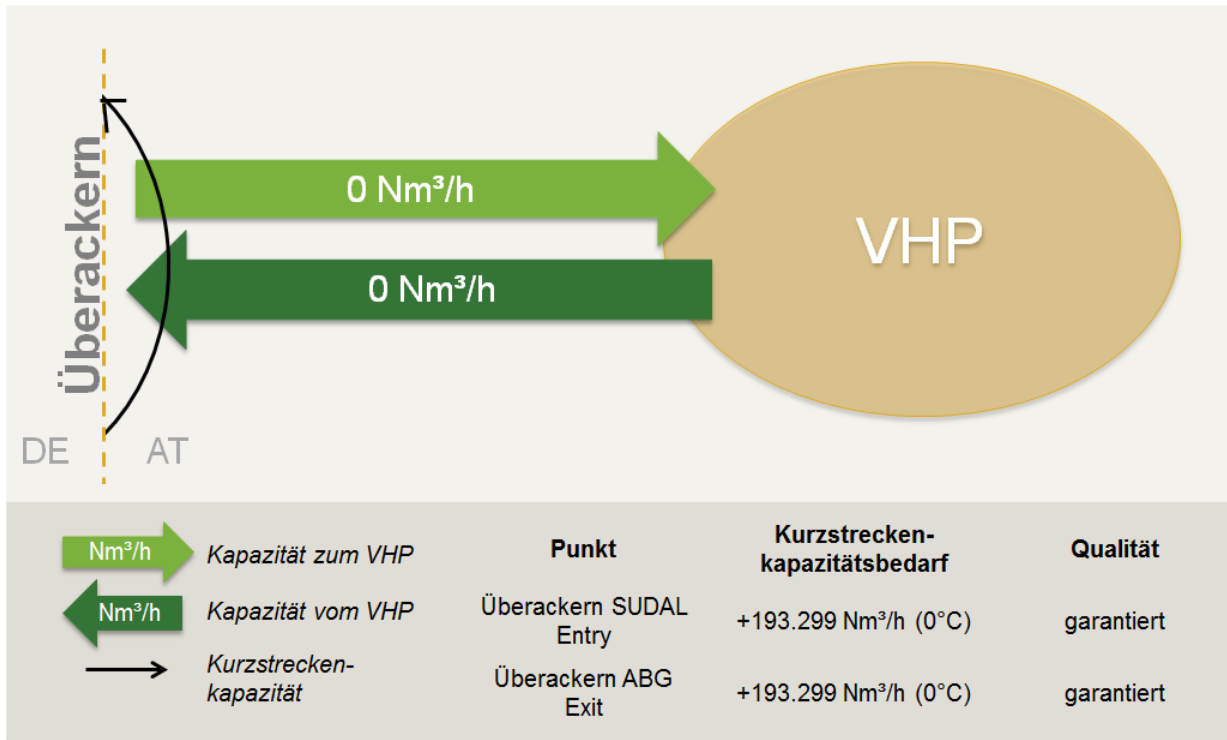 Überackern
0 Nm³/h
VHP
0 Nm³/h
DE
AT
Nm³/h
Kapazität zum VHP
Nm³/h
Kapazität vom VHP
Kurzstrecken-
kapazität
Punkt
Kurzstrecken-
kapazitätsbedarf
Qualität
Überackern SUDAL
Entry
+193.299 Nm³/h (0°C)
garantiert
Überackern ABG
Exit
+193.299 Nm³/h (0°C)
garantiert